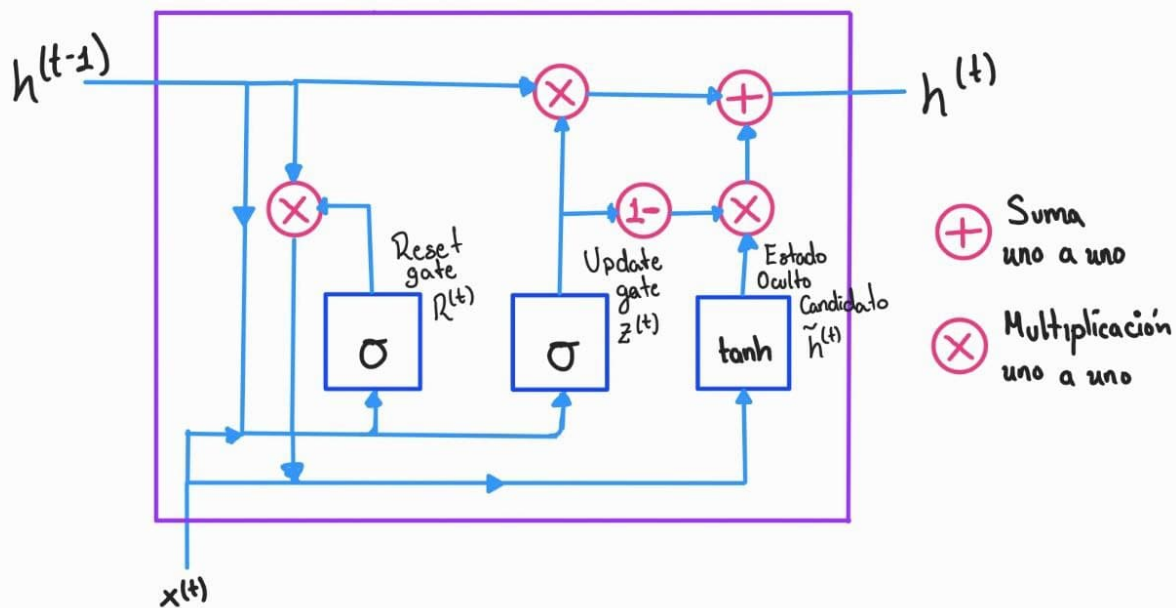 h^(t-1)
h^(t)
×
+
×
1-
×
Reset
gate
R^(t)
Update
gate
z^(t)
Estado
Oculto
Candidato
h̃^(t)
σ
σ
tanh
x^(t)
+ Suma
uno a uno
× Multiplicación
uno a uno